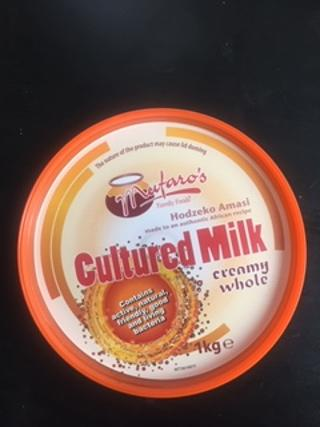 The nature of the product may cause lid doming
Mufaro's
Family Foods
Hodzeko Amasi
made to an authentic African recipe
Cultured Milk
creamy
whole
Contains
active, natural,
friendly, good
and living
bacteria
1kg e